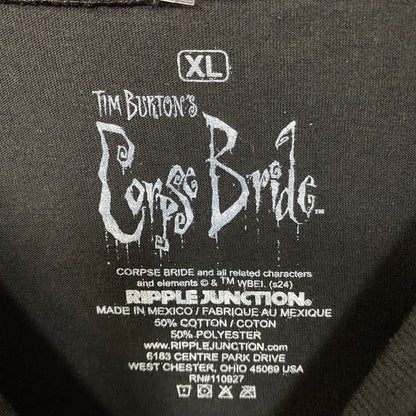 XL
TIM BURTON'S
Corpse Bride™
CORPSE BRIDE and all related characters
and elements © & ™ WBEI. (s24)
RIPPLE JUNCTION®
MADE IN MEXICO / FABRIQUE AU MEXIQUE
50% COTTON / COTON
50% POLYESTER
www.RIPPLEJUNCTION.com
6183 CENTRE PARK DRIVE
WEST CHESTER, OHIO 45069 USA
RN#110927